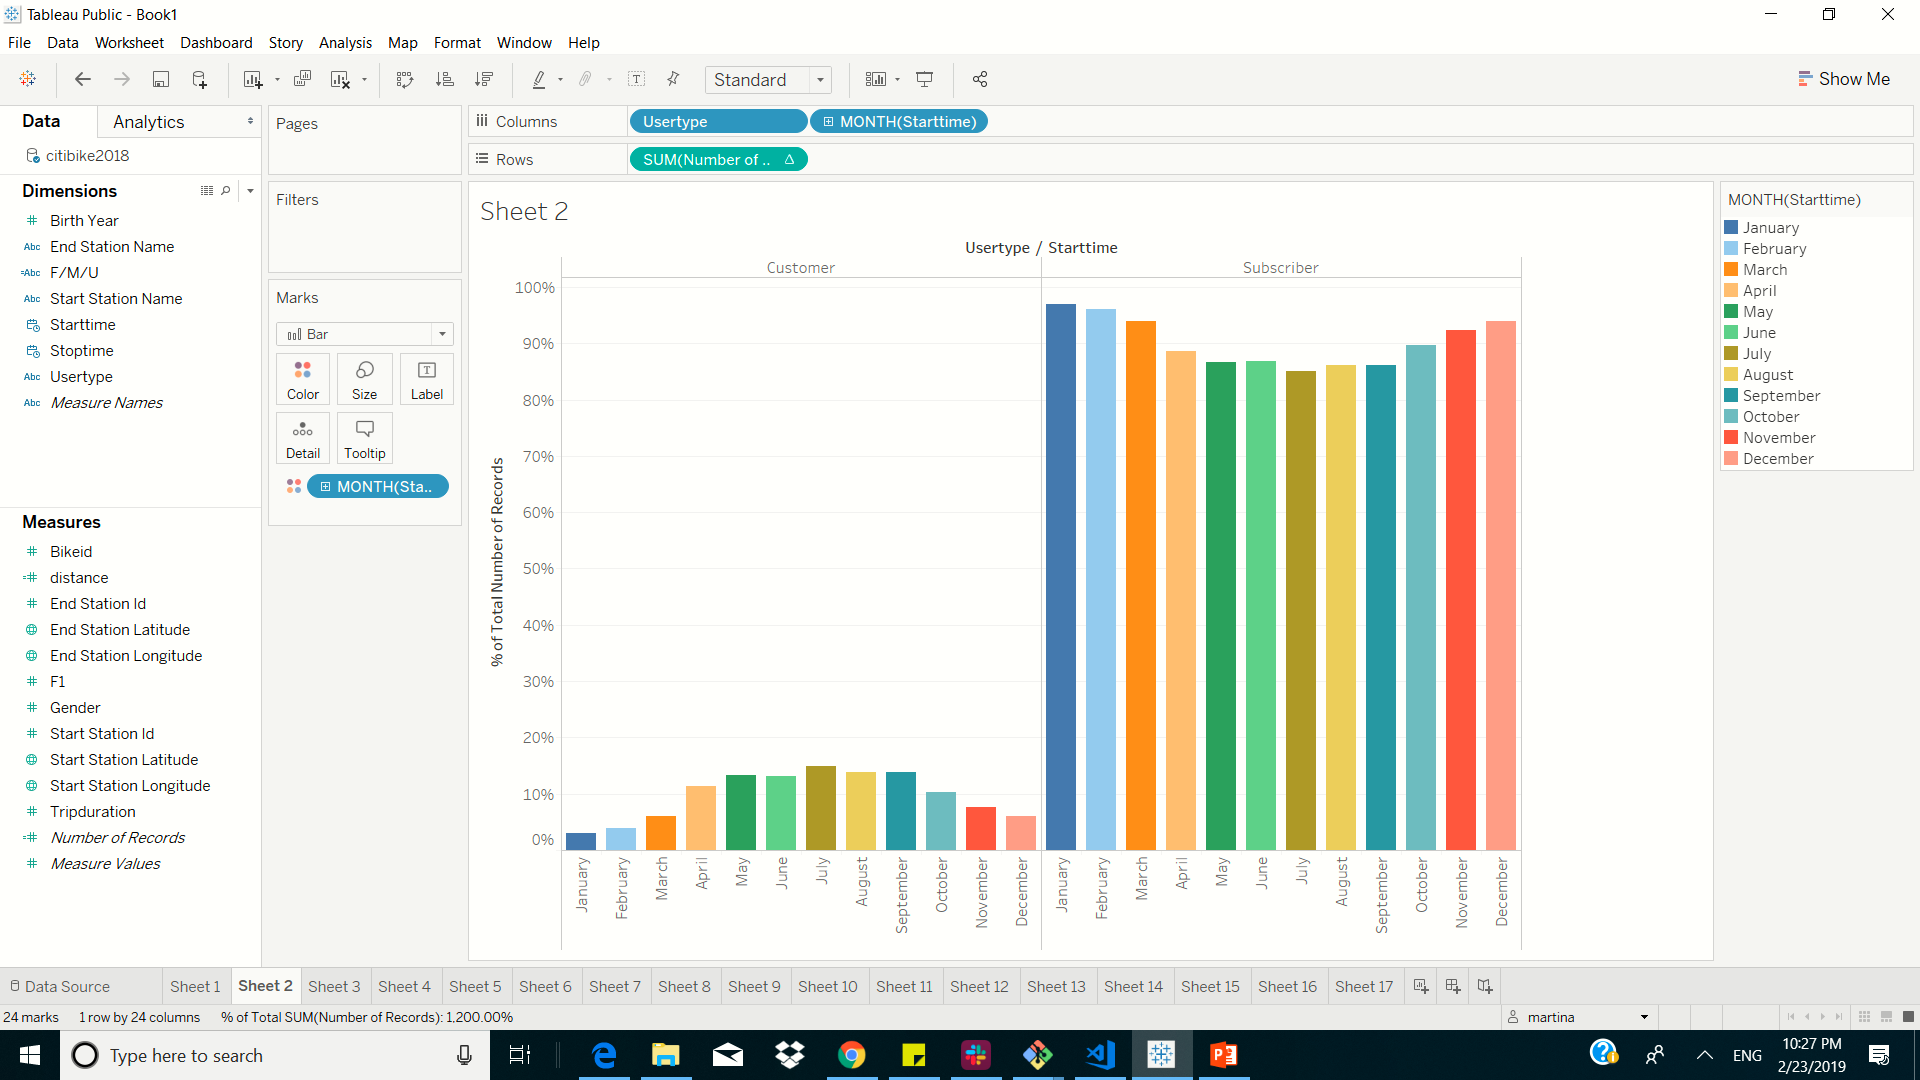 Tableau Public - Book1
File Data Worksheet Dashboard Story Analysis Map Format Window Help
Standard
Show Me
Data
Analytics
citibike2018
Dimensions
Birth Year
Abc End Station Name
=Abc F/M/U
Abc Start Station Name
Starttime
Stoptime
Abc Usertype
Abc Measure Names
Measures
Bikeid
distance
End Station Id
End Station Latitude
End Station Longitude
F1
Gender
Start Station Id
Start Station Latitude
Start Station Longitude
Tripduration
Number of Records
Measure Values
Pages
Filters
Marks
Bar
Color Size Label
Detail Tooltip
MONTH(Sta..
Columns
Usertype
MONTH(Starttime)
Rows
SUM(Number of .. Δ
Sheet 2
Usertype / Starttime
Customer
Subscriber
% of Total Number of Records
100%
90%
80%
70%
60%
50%
40%
30%
20%
10%
0%
January
February
March
April
May
June
July
August
September
October
November
December
January
February
March
April
May
June
July
August
September
October
November
December
MONTH(Starttime)
January
February
March
April
May
June
July
August
September
October
November
December
Data Source Sheet 1 Sheet 2 Sheet 3 Sheet 4 Sheet 5 Sheet 6 Sheet 7 Sheet 8 Sheet 9 Sheet 10 Sheet 11 Sheet 12 Sheet 13 Sheet 14 Sheet 15 Sheet 16 Sheet 17
24 marks 1 row by 24 columns % of Total SUM(Number of Records): 1,200.00%
martina
Type here to search
ENG
10:27 PM
2/23/2019